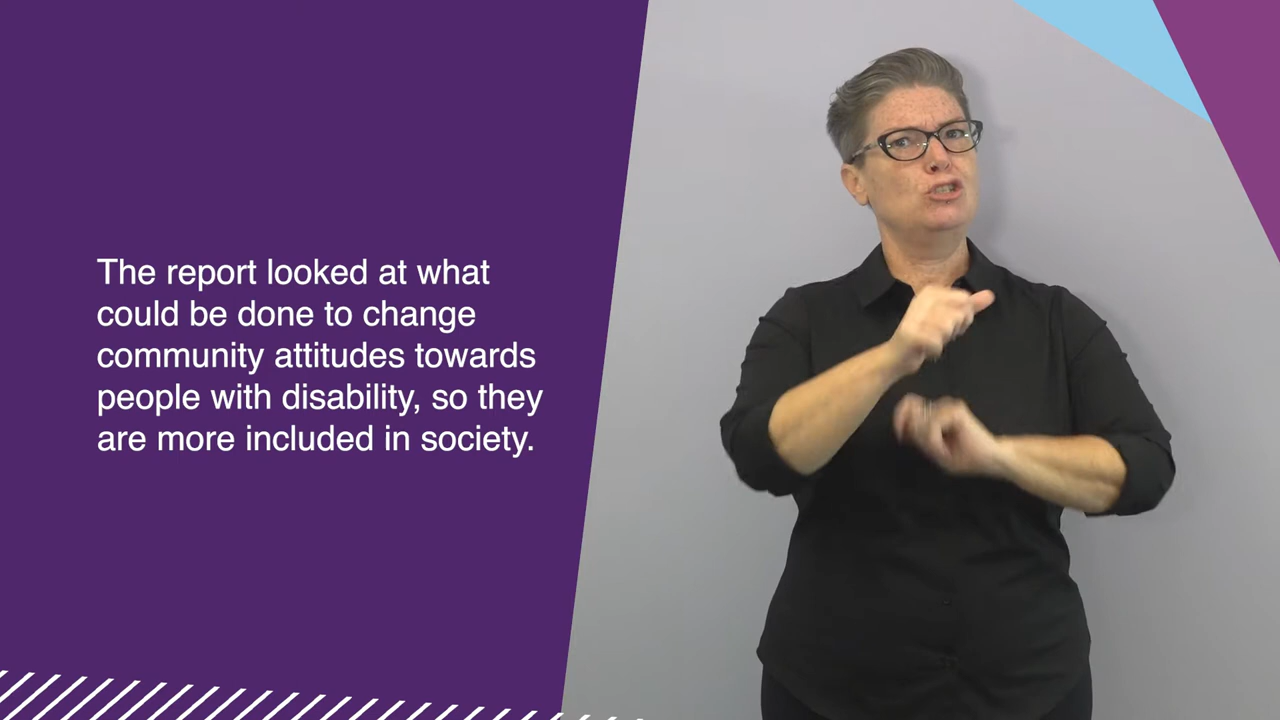 The report looked at what
could be done to change
community attitudes towards
people with disability, so they
are more included in society.